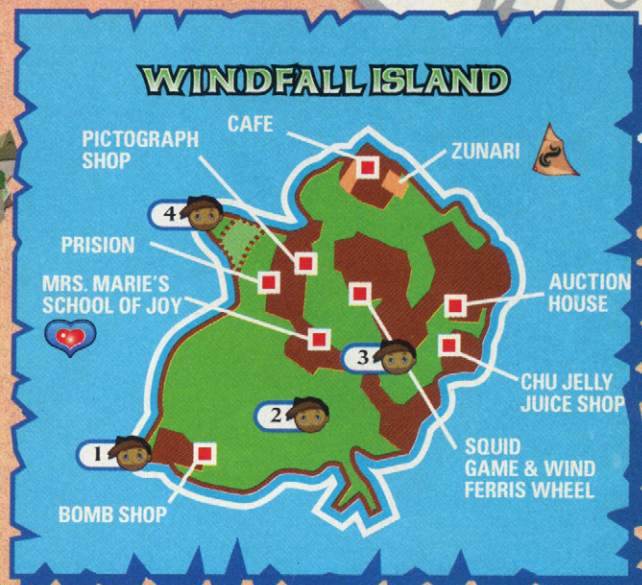 WINDFALL ISLAND
CAFE
PICTOGRAPH
SHOP
ZUNARI
4
PRISION
MRS. MARIE'S
SCHOOL OF JOY
AUCTION
HOUSE
3
CHU JELLY
JUICE SHOP
2
1
SQUID
GAME & WIND
FERRIS WHEEL
BOMB SHOP